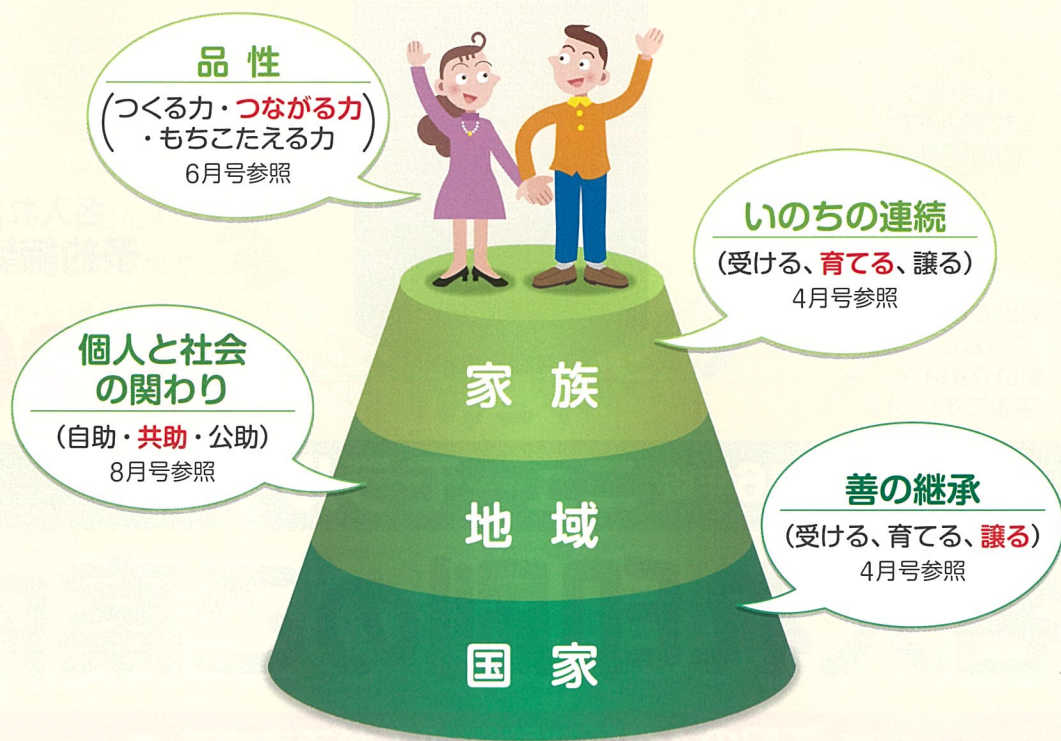 品性
(つくる力・つながる力
・もちこたえる力)
6月号参照
いのちの連続
(受ける、育てる、譲る)
4月号参照
個人と社会
の関わり
(自助・共助・公助)
8月号参照
善の継承
(受ける、育てる、譲る)
4月号参照
家族
地域
国家